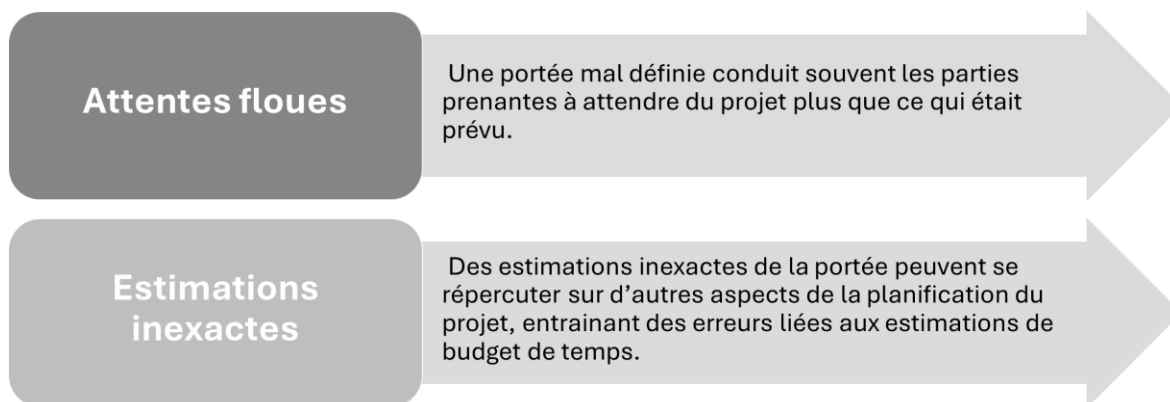 Attentes floues
Une portée mal définie conduit souvent les parties
prenantes à attendre du projet plus que ce qui était
prévu.
Estimations
inexactes
Des estimations inexactes de la portée peuvent se
répercuter sur d’autres aspects de la planification du
projet, entrainant des erreurs liées aux estimations de
budget de temps.